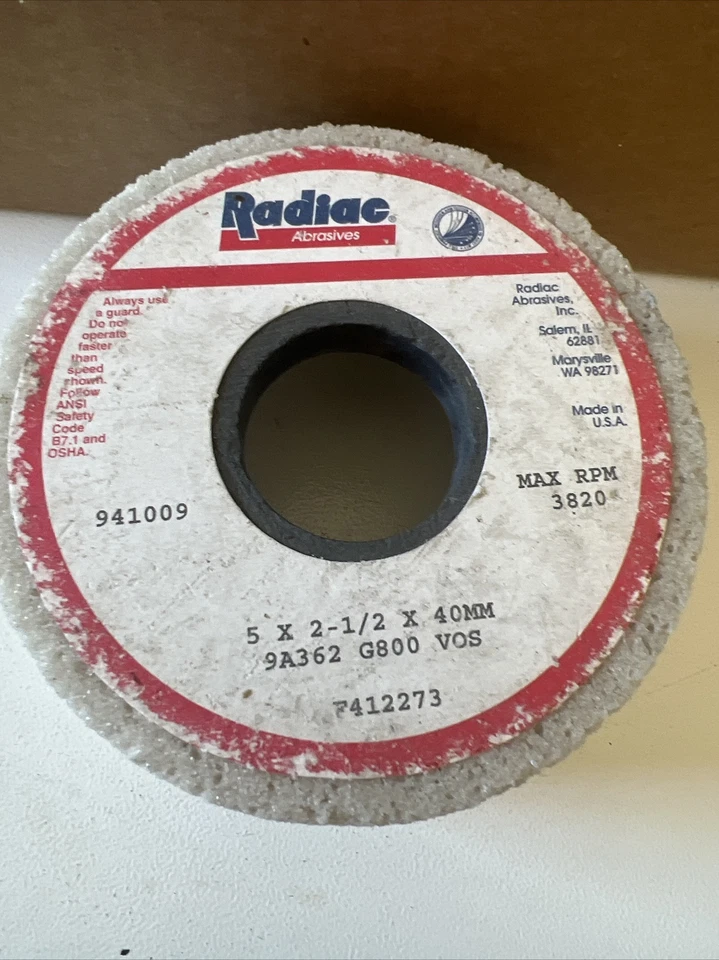 Radiac®
Abrasives
Always use
a guard.
Do not
operate
faster
than
speed
shown.
Follow
ANSI
Safety
Code
B7.1 and
OSHA.
Radiac
Abrasives,
Inc.
Salem, IL
62881
Marysville
WA 98271
Made in
U.S.A.
941009
MAX RPM
3820
5 X 2-1/2 X 40MM
9A362 G800 VOS
F412273